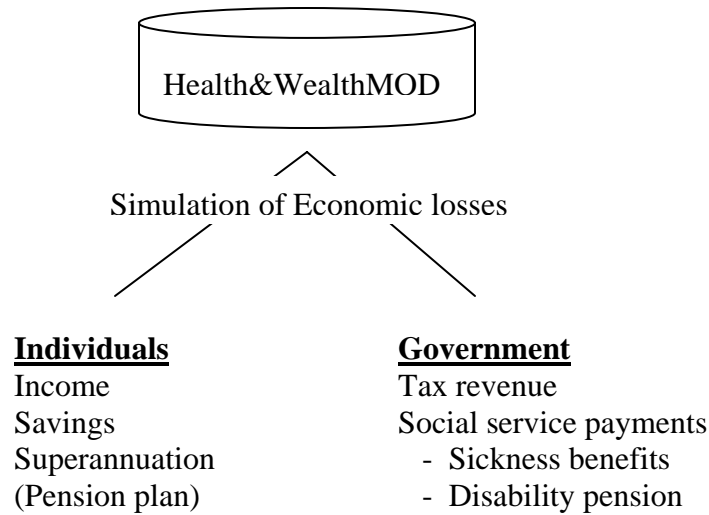 Health&WealthMOD
Simulation of Economic losses
Individuals
Income
Savings
Superannuation
(Pension plan)
Government
Tax revenue
Social service payments
- Sickness benefits
- Disability pension